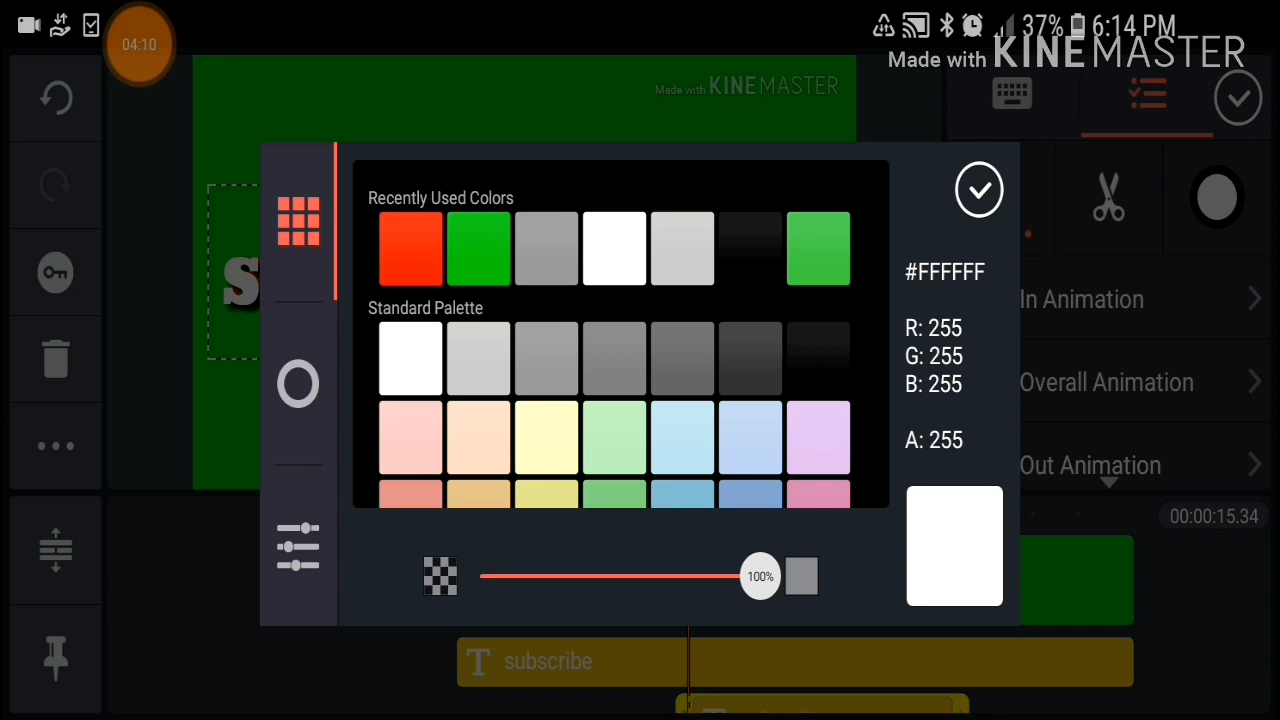 04:10
37% 6:14 PM
Made with KINEMASTER
Made with KINEMASTER
S
Recently Used Colors
Standard Palette
#FFFFFF
R: 255
G: 255
B: 255
A: 255
100%
In Animation
Overall Animation
Out Animation
00:00:15.34
T subscribe